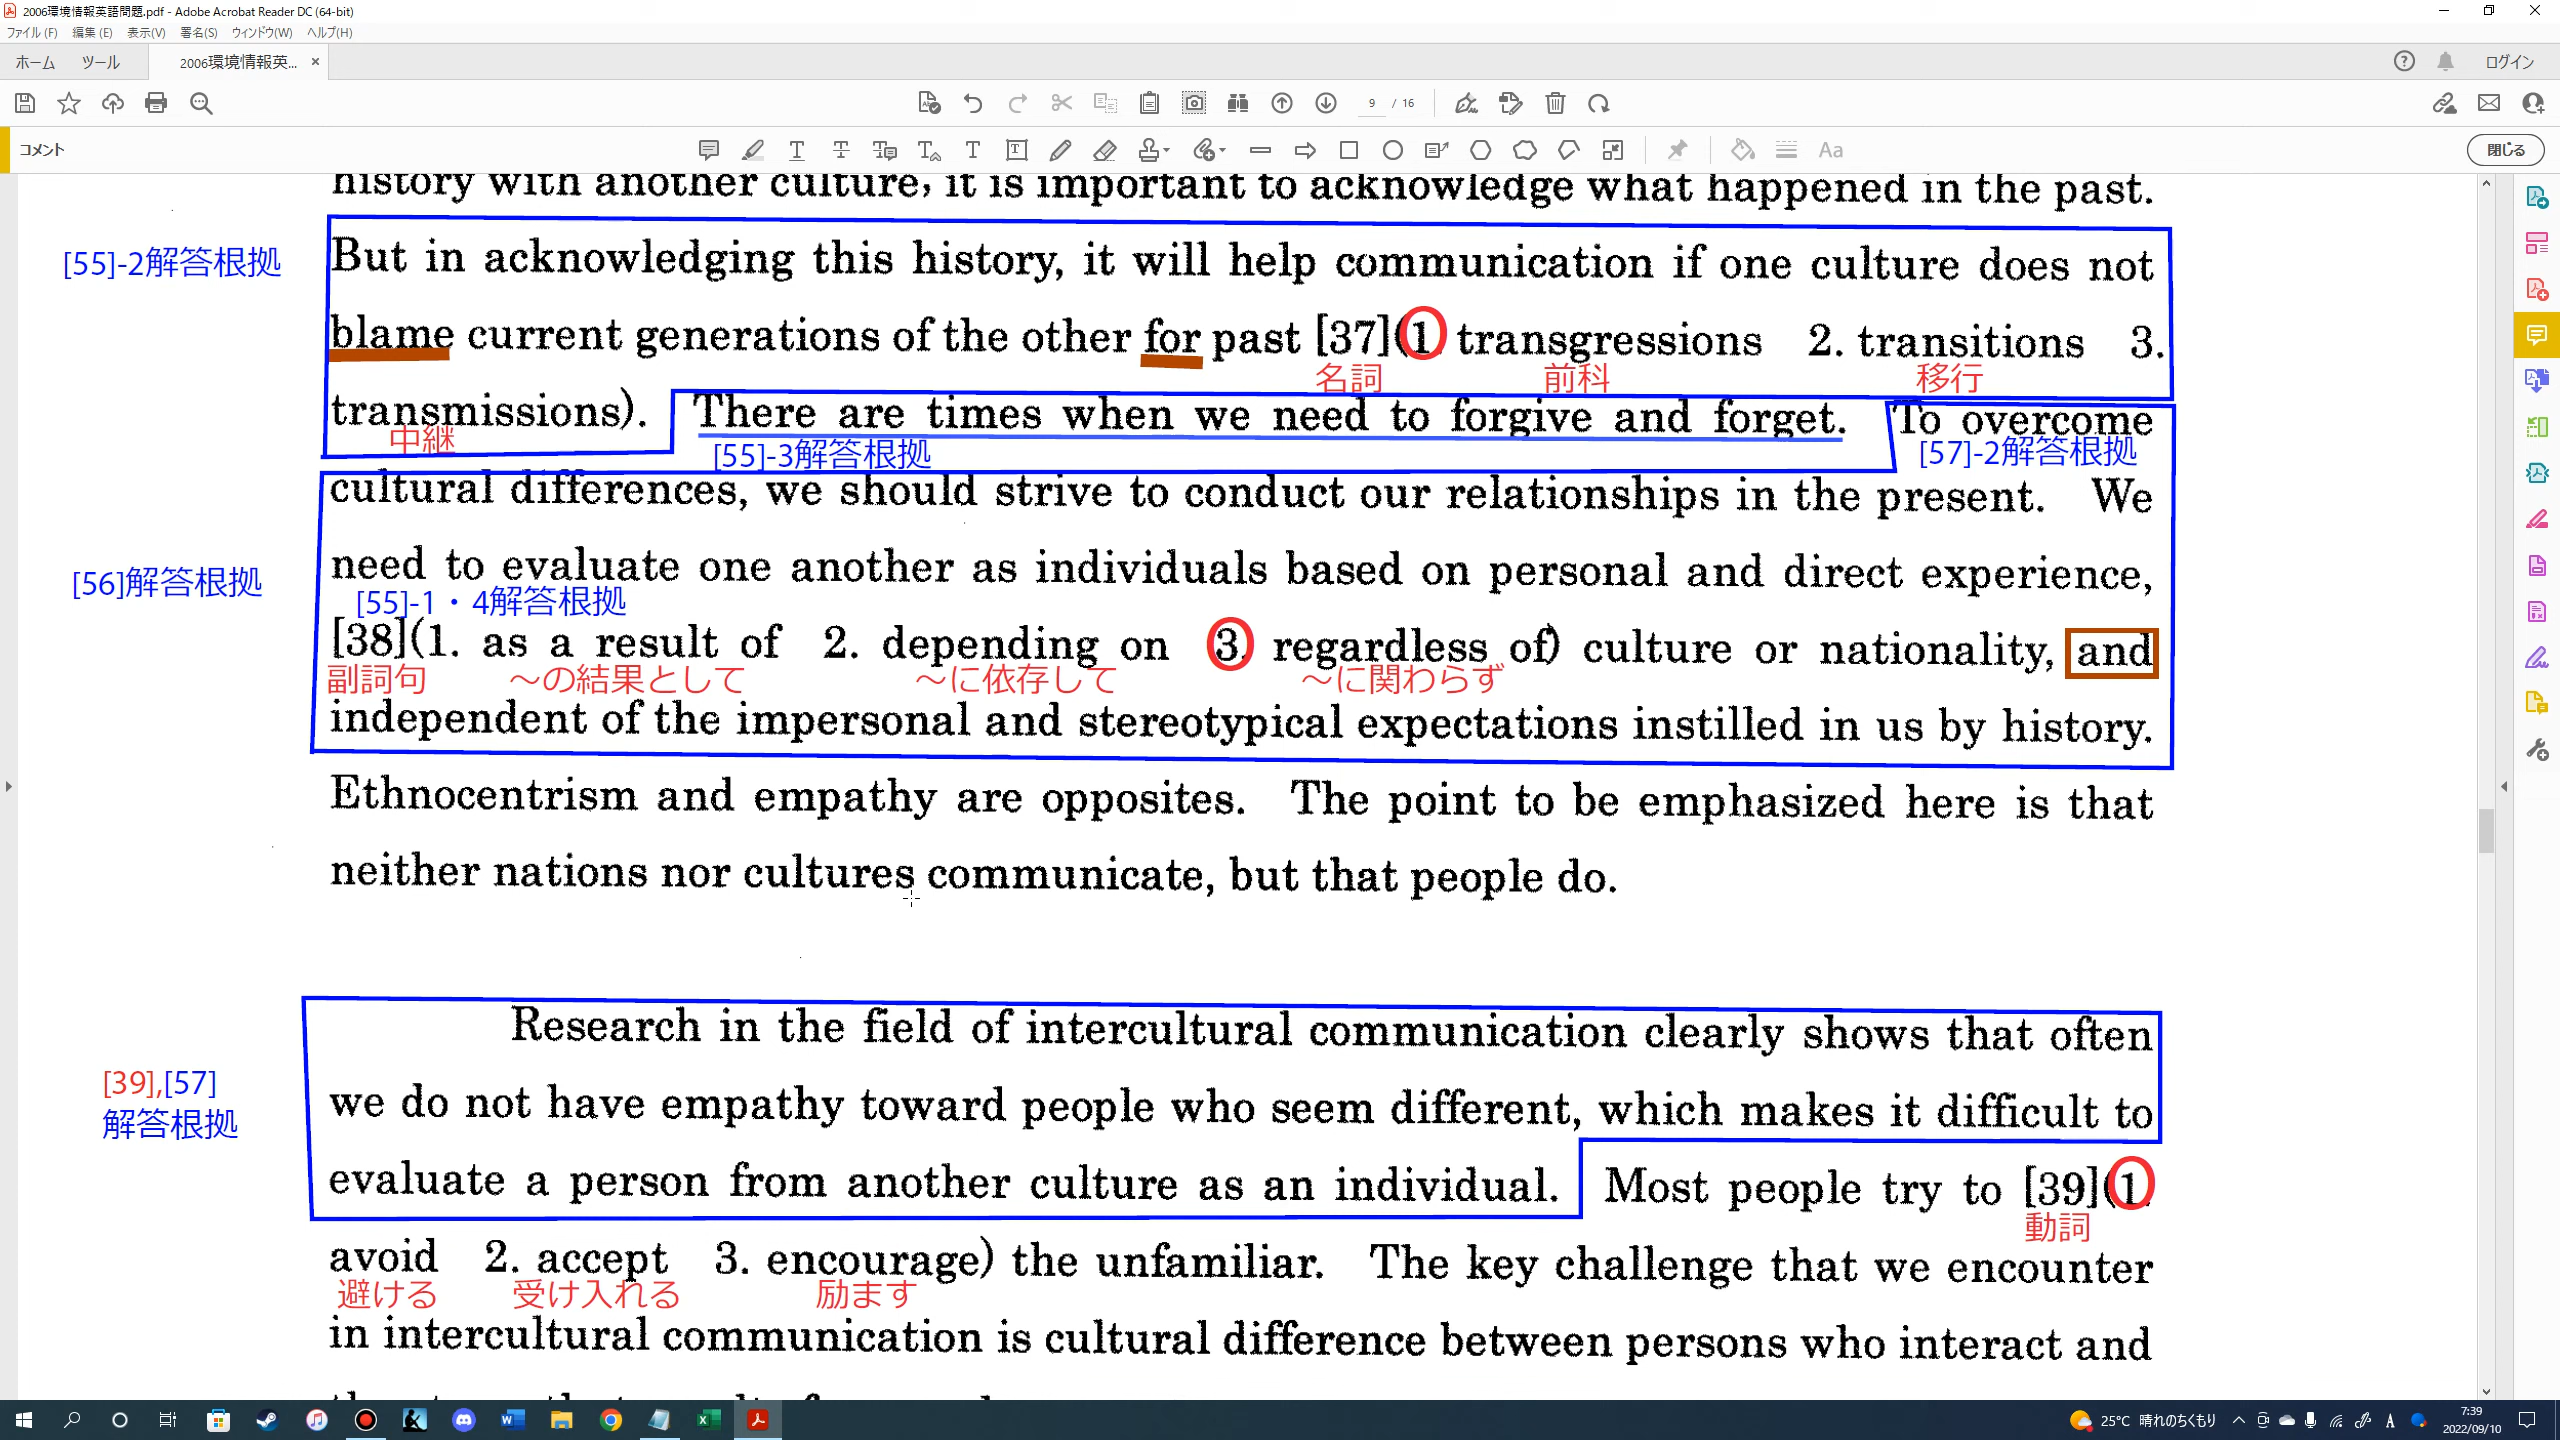 2006環境情報英語問題.pdf - Adobe Acrobat Reader DC (64-bit)
ファイル(F) 編集(E) 表示(V) 署名(S) ウィンドウ(W) ヘルプ(H)
ホーム ツール 2006環境情報英... × ログイン
9 / 16
コメント 閉じる
history with another culture, it is important to acknowledge what happened in the past.
[55]-2解答根拠
But in acknowledging this history, it will help communication if one culture does not
blame current generations of the other for past [37](1 transgressions 2. transitions 3.
名詞 前科 移行
transmissions). There are times when we need to forgive and forget. To overcome
中継 [55]-3解答根拠 [57]-2解答根拠
cultural differences, we should strive to conduct our relationships in the present. We
[56]解答根拠
need to evaluate one another as individuals based on personal and direct experience,
[55]-1・4解答根拠
[38](1. as a result of 2. depending on 3 regardless of) culture or nationality, and
副詞句 ～の結果として ～に依存して ～に関わらず
independent of the impersonal and stereotypical expectations instilled in us by history.
Ethnocentrism and empathy are opposites. The point to be emphasized here is that
neither nations nor cultures communicate, but that people do.
Research in the field of intercultural communication clearly shows that often
[39],[57]
解答根拠
we do not have empathy toward people who seem different, which makes it difficult to
evaluate a person from another culture as an individual. Most people try to [39](1
動詞
avoid 2. accept 3. encourage) the unfamiliar. The key challenge that we encounter
避ける 受け入れる 励ます
in intercultural communication is cultural difference between persons who interact and
25°C 晴れのちくもり A 7:39
2022/09/10